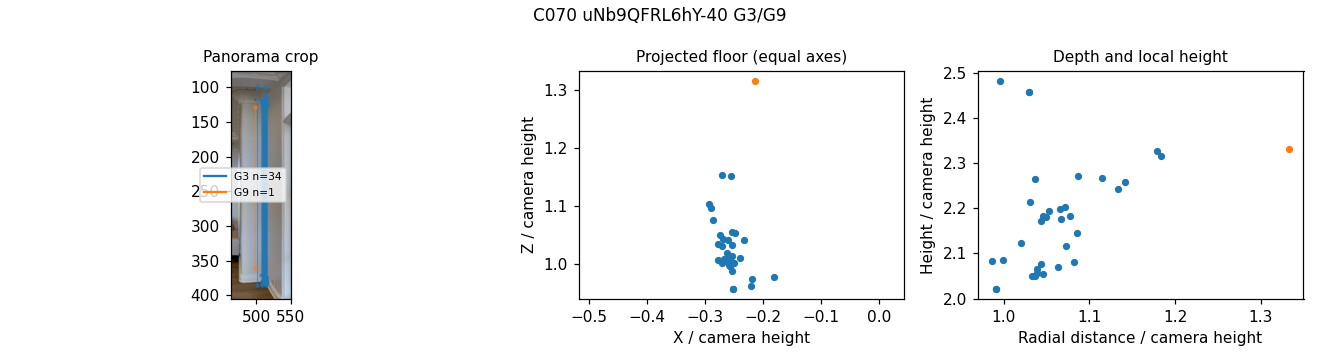 C070 uNb9QFRL6hY-40 G3/G9
Panorama crop
100
150
200
250
300
350
400
500 550
G3 n=34
G9 n=1
Projected floor (equal axes)
Z / camera height
1.3
1.2
1.1
1.0
−0.5 −0.4 −0.3 −0.2 −0.1 0.0
X / camera height
Depth and local height
Height / camera height
2.5
2.4
2.3
2.2
2.1
2.0
1.0 1.1 1.2 1.3
Radial distance / camera height